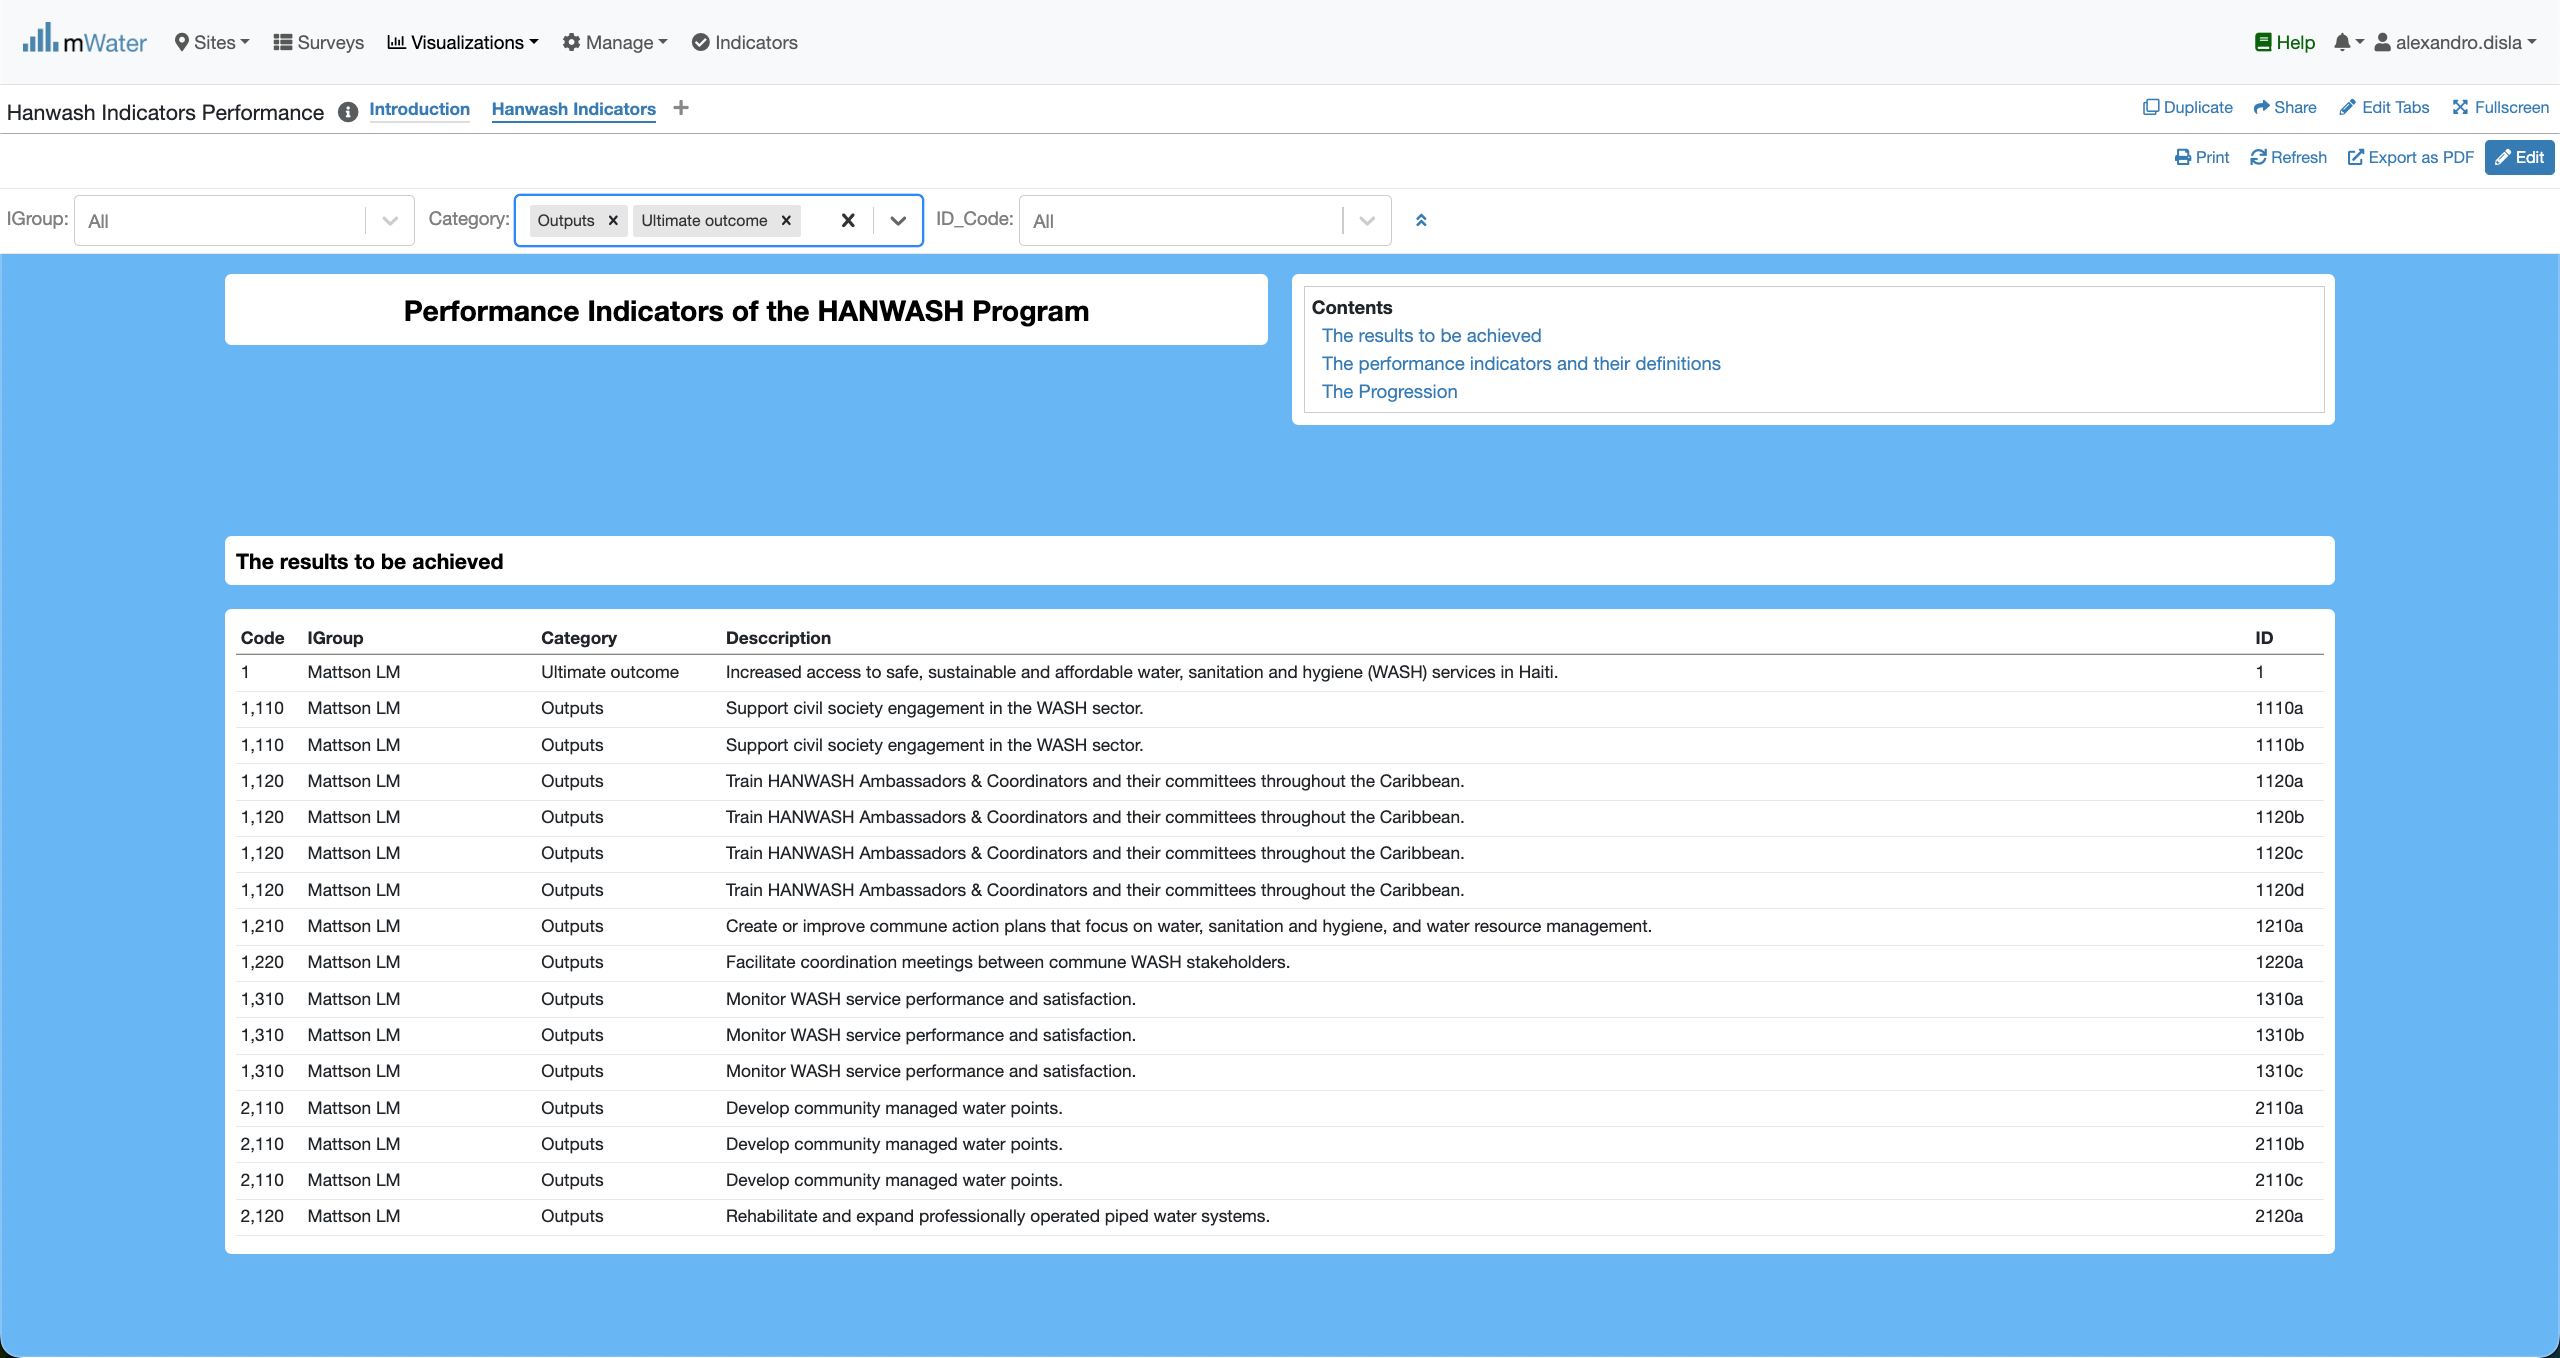 mWater Sites Surveys Visualizations Manage Indicators Help alexandro.disla
Hanwash Indicators Performance Introduction Hanwash Indicators + Duplicate Share Edit Tabs Fullscreen
Print Refresh Export as PDF Edit
IGroup: All Category: Outputs × Ultimate outcome × × ID_Code: All
Performance Indicators of the HANWASH Program
Contents
The results to be achieved
The performance indicators and their definitions
The Progression
The results to be achieved
Code IGroup Category Desccription ID
1 Mattson LM Ultimate outcome Increased access to safe, sustainable and affordable water, sanitation and hygiene (WASH) services in Haiti. 1
1,110 Mattson LM Outputs Support civil society engagement in the WASH sector. 1110a
1,110 Mattson LM Outputs Support civil society engagement in the WASH sector. 1110b
1,120 Mattson LM Outputs Train HANWASH Ambassadors & Coordinators and their committees throughout the Caribbean. 1120a
1,120 Mattson LM Outputs Train HANWASH Ambassadors & Coordinators and their committees throughout the Caribbean. 1120b
1,120 Mattson LM Outputs Train HANWASH Ambassadors & Coordinators and their committees throughout the Caribbean. 1120c
1,120 Mattson LM Outputs Train HANWASH Ambassadors & Coordinators and their committees throughout the Caribbean. 1120d
1,210 Mattson LM Outputs Create or improve commune action plans that focus on water, sanitation and hygiene, and water resource management. 1210a
1,220 Mattson LM Outputs Facilitate coordination meetings between commune WASH stakeholders. 1220a
1,310 Mattson LM Outputs Monitor WASH service performance and satisfaction. 1310a
1,310 Mattson LM Outputs Monitor WASH service performance and satisfaction. 1310b
1,310 Mattson LM Outputs Monitor WASH service performance and satisfaction. 1310c
2,110 Mattson LM Outputs Develop community managed water points. 2110a
2,110 Mattson LM Outputs Develop community managed water points. 2110b
2,110 Mattson LM Outputs Develop community managed water points. 2110c
2,120 Mattson LM Outputs Rehabilitate and expand professionally operated piped water systems. 2120a